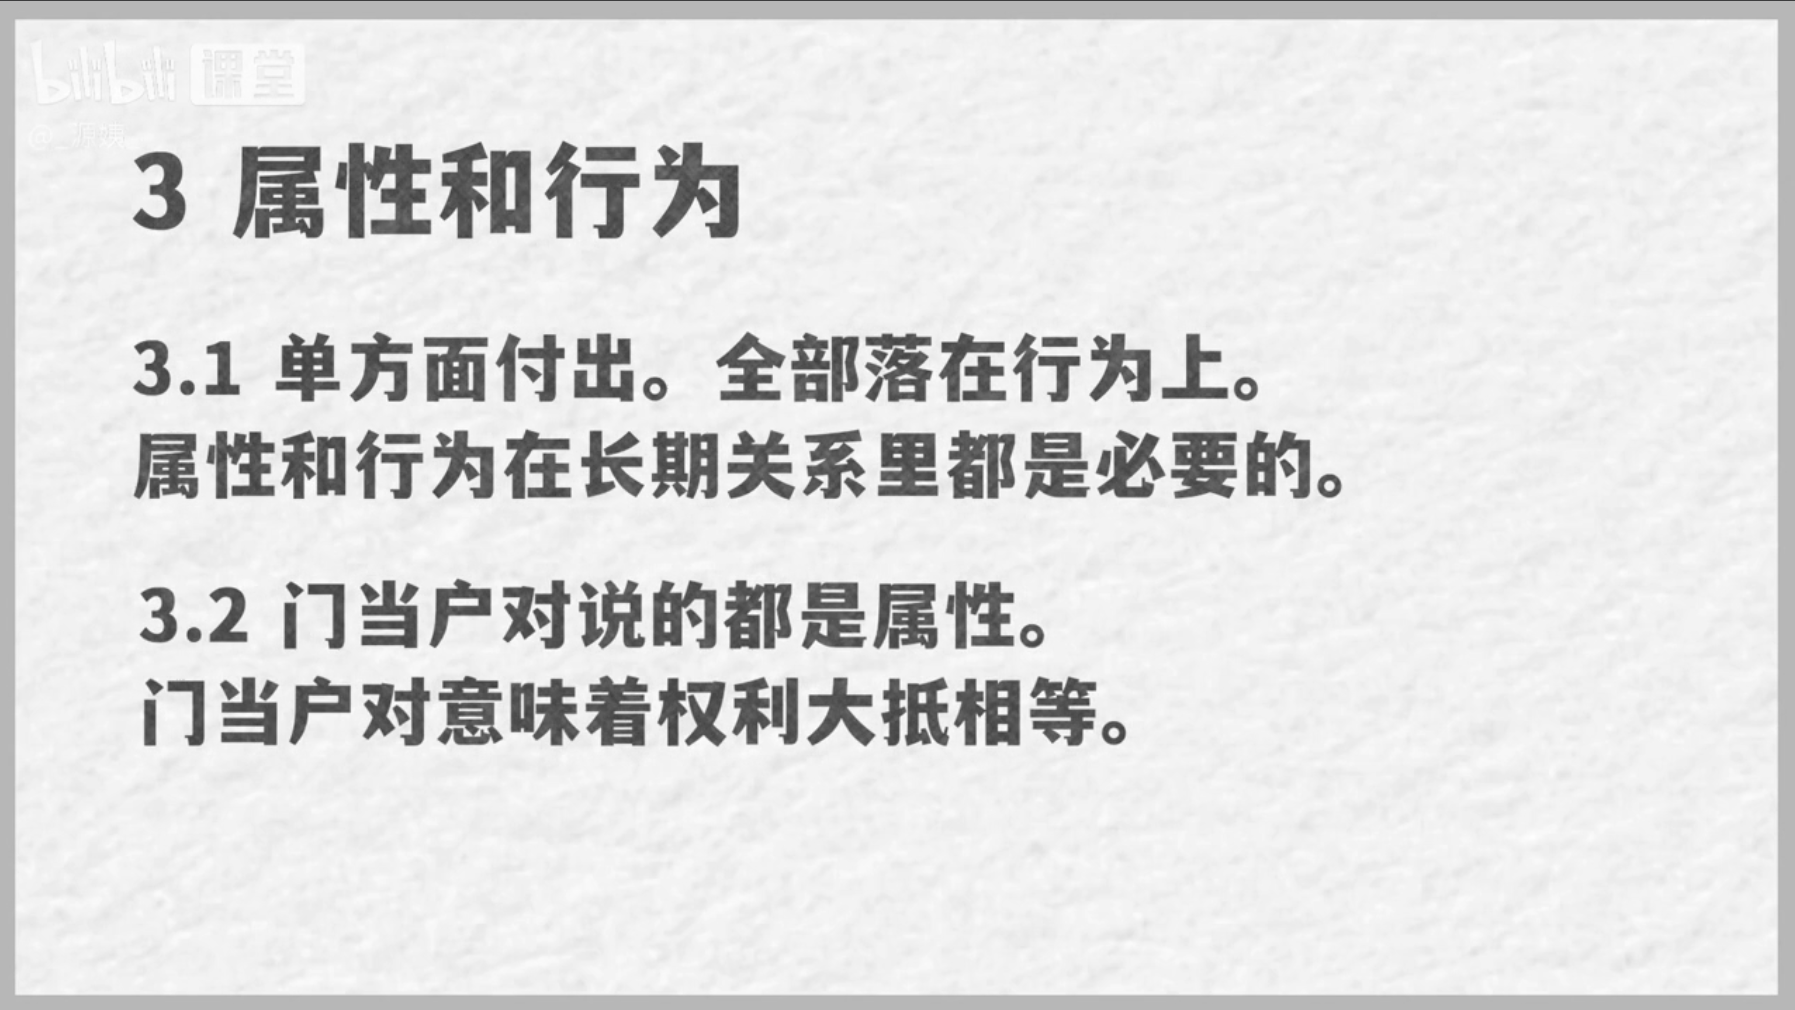 bilibili 课堂
3 属性和行为
3.1 单方面付出。全部落在行为上。
属性和行为在长期关系里都是必要的。
3.2 门当户对说的都是属性。
门当户对意味着权利大抵相等。